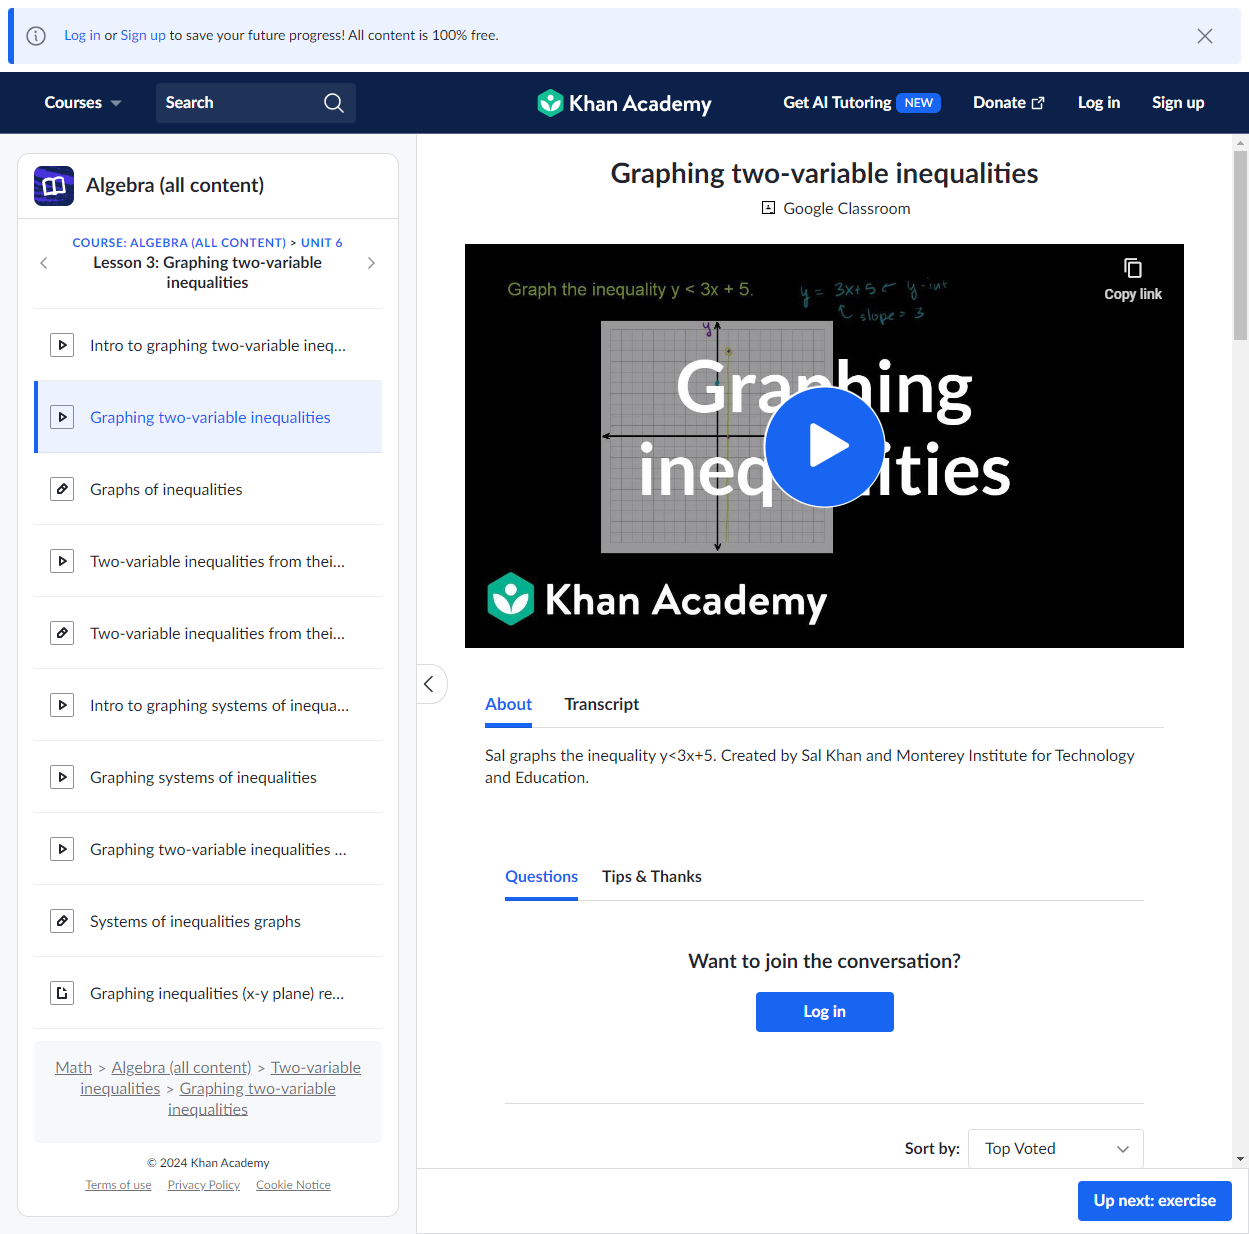 Log in or Sign up to save your future progress! All content is 100% free.
Courses
Search
Khan Academy
Get AI Tutoring NEW
Donate
Log in
Sign up
Algebra (all content)
COURSE: ALGEBRA (ALL CONTENT) > UNIT 6
Lesson 3: Graphing two-variable
inequalities
Intro to graphing two-variable ineq...
Graphing two-variable inequalities
Graphs of inequalities
Two-variable inequalities from thei...
Two-variable inequalities from thei...
Intro to graphing systems of inequa...
Graphing systems of inequalities
Graphing two-variable inequalities ...
Systems of inequalities graphs
Graphing inequalities (x-y plane) re...
Math > Algebra (all content) > Two-variable
inequalities > Graphing two-variable
inequalities
© 2024 Khan Academy
Terms of use Privacy Policy Cookie Notice
Graphing two-variable inequalities
Google Classroom
Graph the inequality y < 3x + 5.
y = 3x+5 ← y-int
slope = 3
y
Copy link
Graphing
inequalities
Khan Academy
About
Transcript
Sal graphs the inequality y<3x+5. Created by Sal Khan and Monterey Institute for Technology
and Education.
Questions
Tips & Thanks
Want to join the conversation?
Log in
Sort by:
Top Voted
Up next: exercise